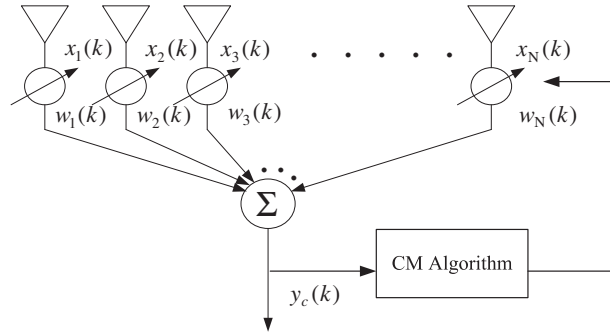 x₁(k) x₂(k) x₃(k) x_N(k)
w₁(k) w₂(k) w₃(k) w_N(k)
Σ
CM Algorithm
y_c(k)